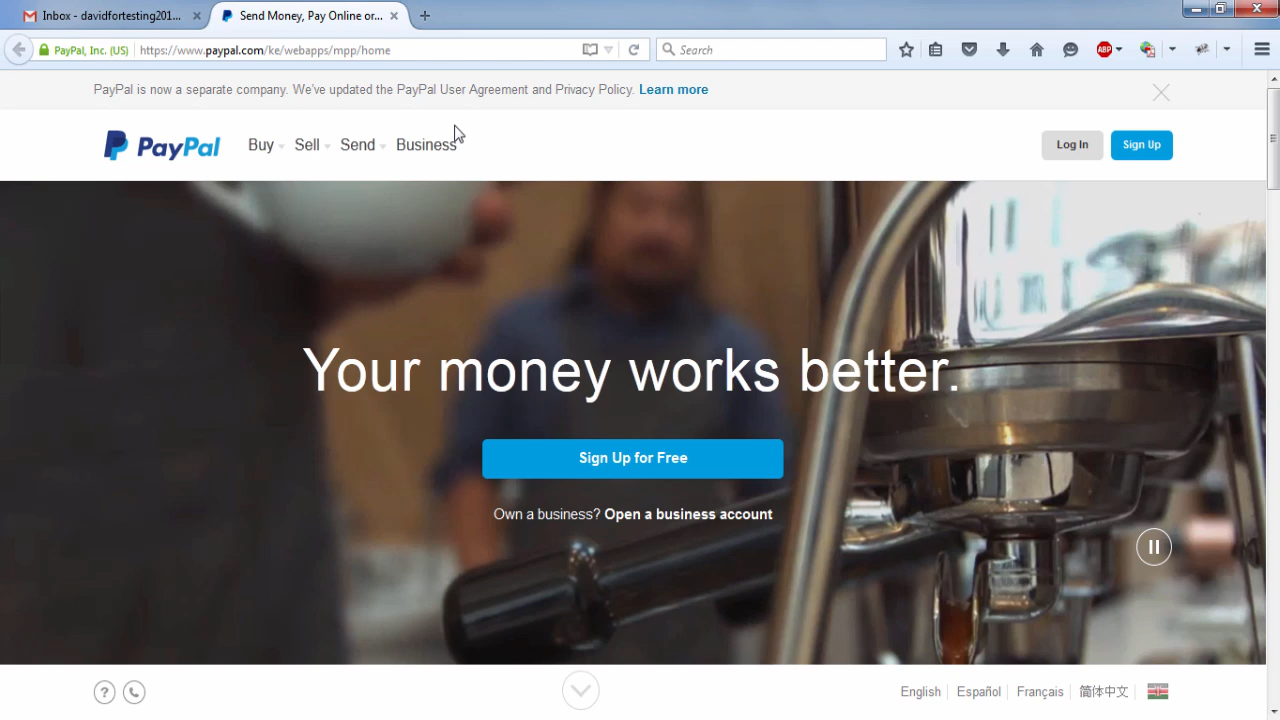 Inbox - davidfortesting201...
Send Money, Pay Online or...
PayPal, Inc. (US)
https://www.paypal.com/ke/webapps/mpp/home
Search
ABP
PayPal is now a separate company. We've updated the PayPal User Agreement and Privacy Policy. Learn more
PayPal
Buy
Sell
Send
Business
Log In
Sign Up
Your money works better.
Sign Up for Free
Own a business? Open a business account
?
English
Español
Français
简体中文